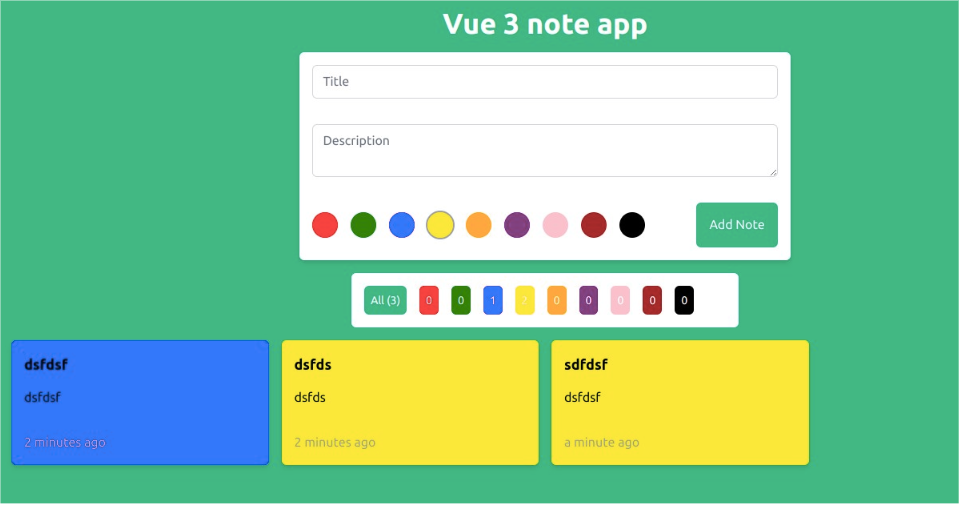 Vue 3 note app
Title
Description
Add Note
All (3) 0 0 1 2 0 0 0 0 0
dsfdsf
dsfdsf
2 minutes ago
dsfds
dsfds
2 minutes ago
sdfdsf
dsfdsf
a minute ago